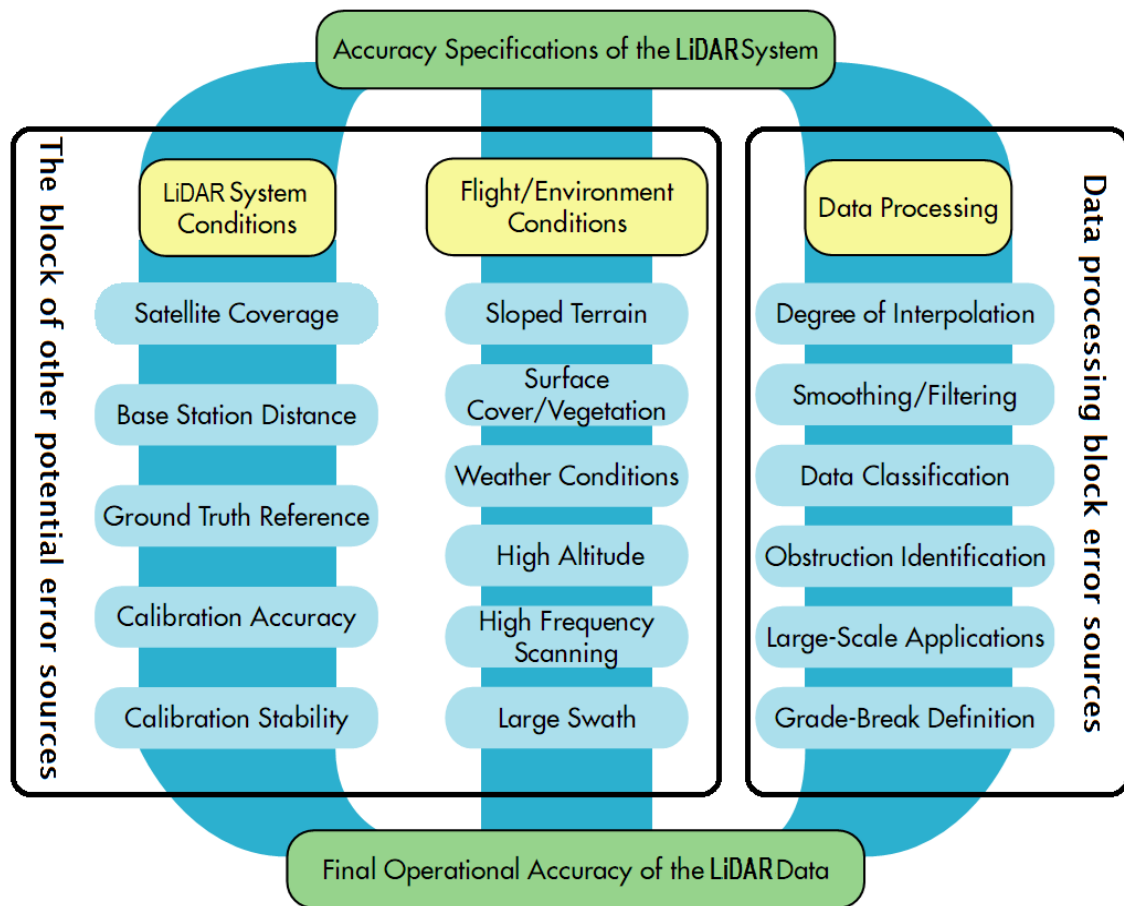 Accuracy Specifications of the LiDAR System
The block of other potential error sources
LiDAR System
Conditions
Satellite Coverage
Base Station Distance
Ground Truth Reference
Calibration Accuracy
Calibration Stability
Flight/Environment
Conditions
Sloped Terrain
Surface
Cover/Vegetation
Weather Conditions
High Altitude
High Frequency
Scanning
Large Swath
Data Processing
Degree of Interpolation
Smoothing/Filtering
Data Classification
Obstruction Identification
Large-Scale Applications
Grade-Break Definition
Data processing block error sources
Final Operational Accuracy of the LiDAR Data